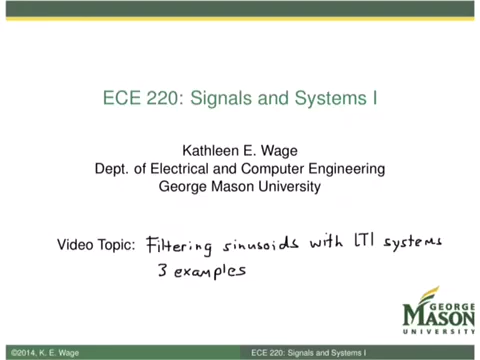 ECE 220: Signals and Systems I
Kathleen E. Wage
Dept. of Electrical and Computer Engineering
George Mason University
Video Topic: Filtering sinusoids with LTI systems
3 examples
GEORGE
MASON
UNIVERSITY
©2014, K. E. Wage
ECE 220: Signals and Systems I